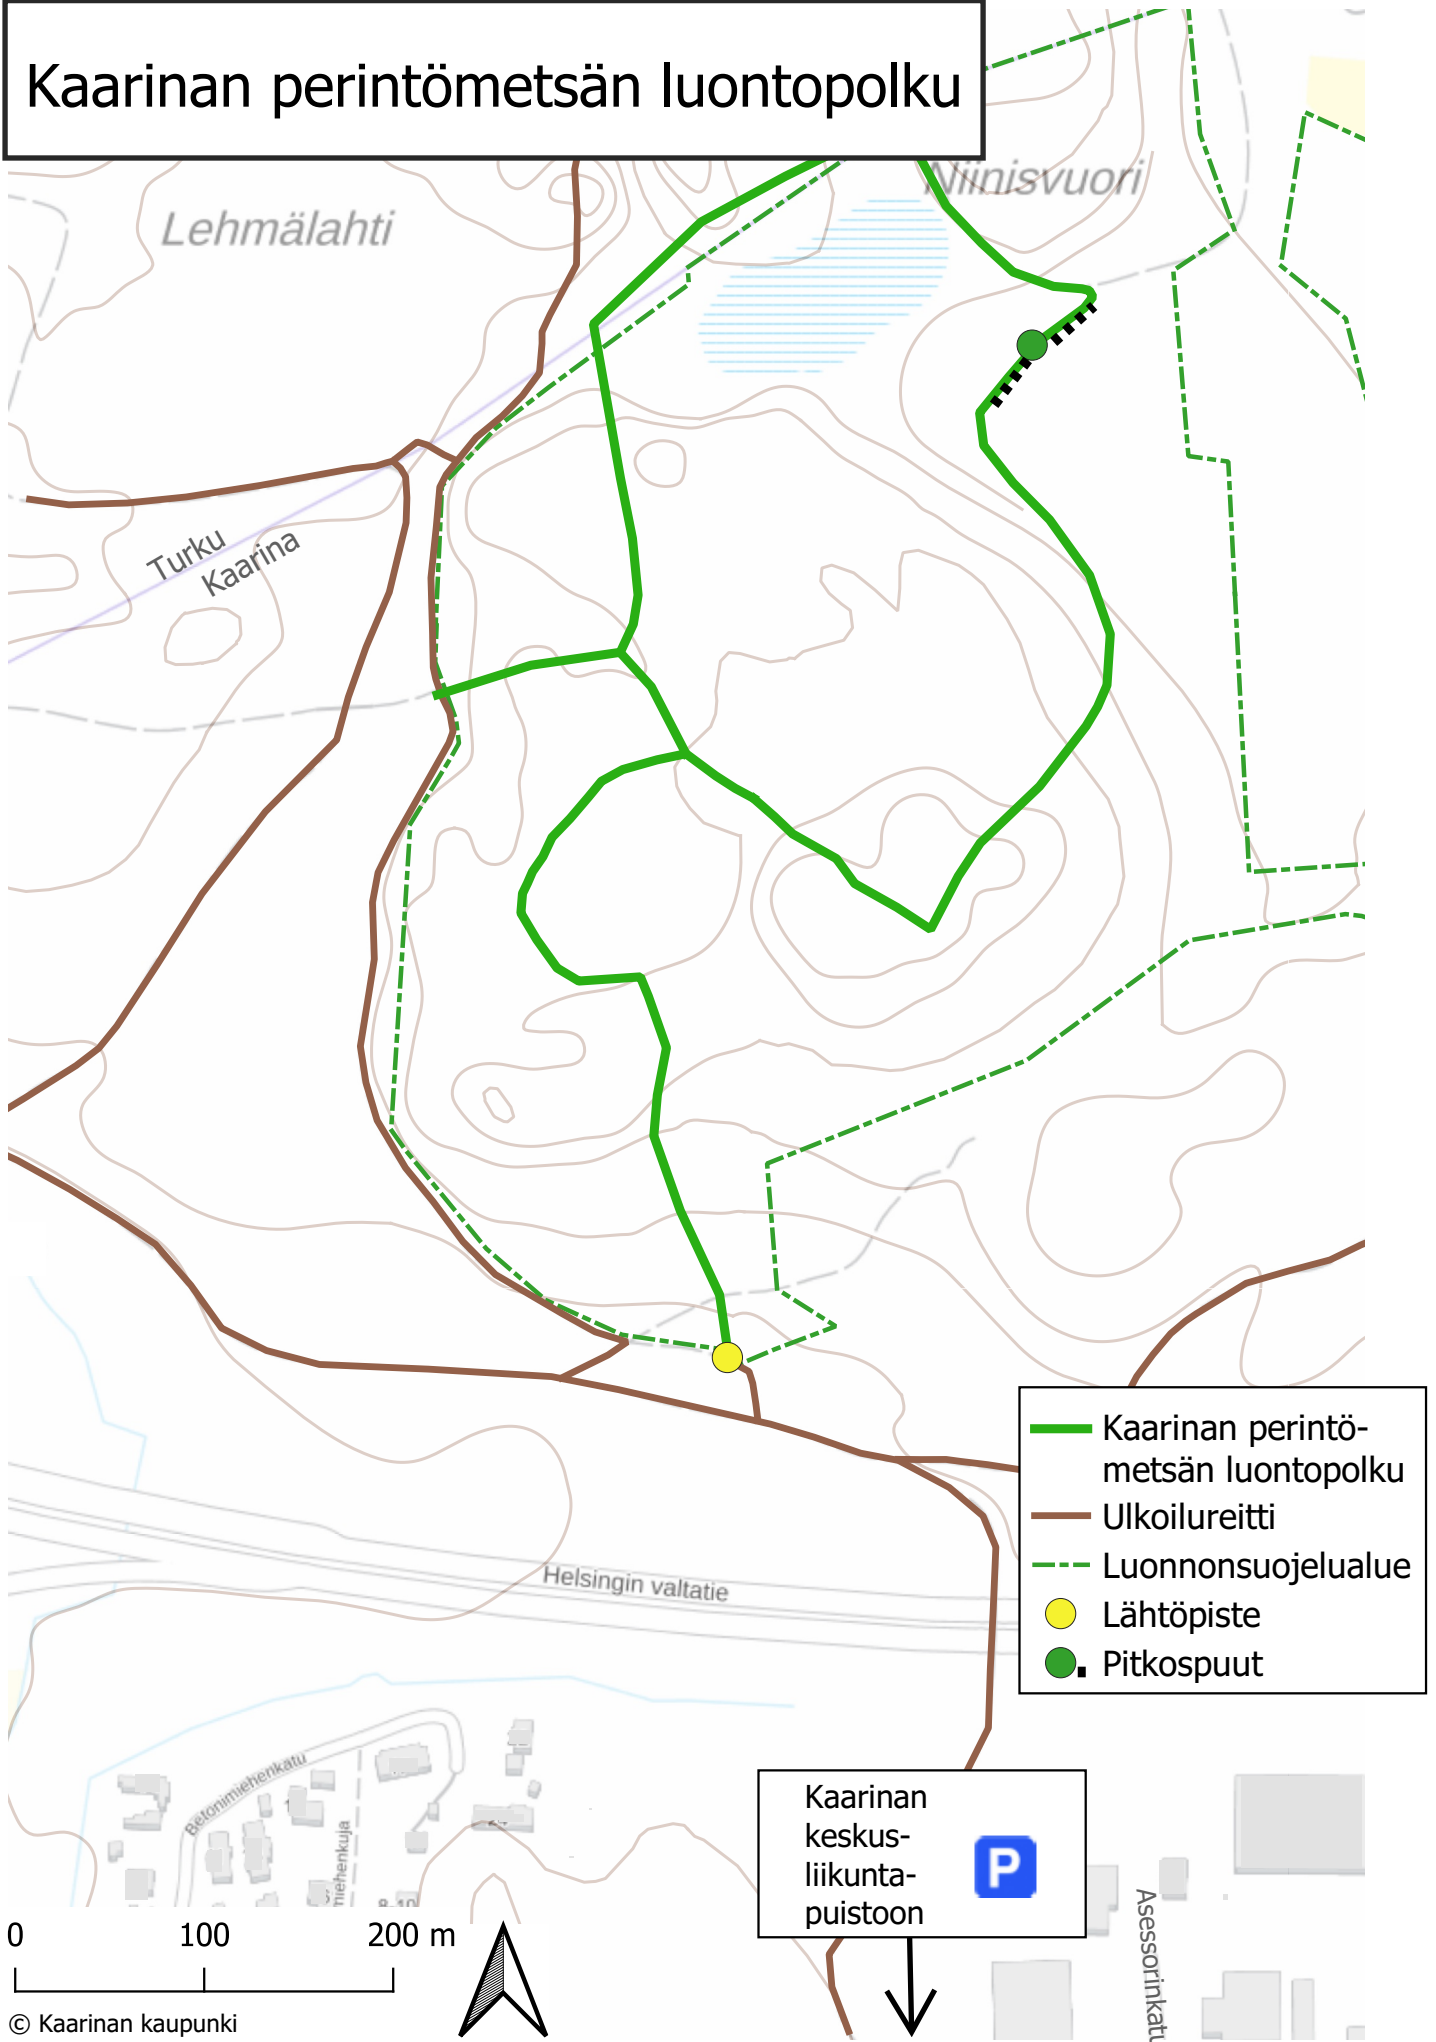 Kaarinan perintömetsän luontopolku
Niinisvuori
Lehmälahti
Turku
Kaarina
Kaarinan perintö-
metsän luontopolku
Ulkoilureitti
Luonnonsuojelualue
Lähtöpiste
Pitkospuut
Helsingin valtatie
Betonimiehenkatu
Kaarinan
keskus-
liikunta-
puistoon
P
Asessorinkatu
0 100 200 m
© Kaarinan kaupunki